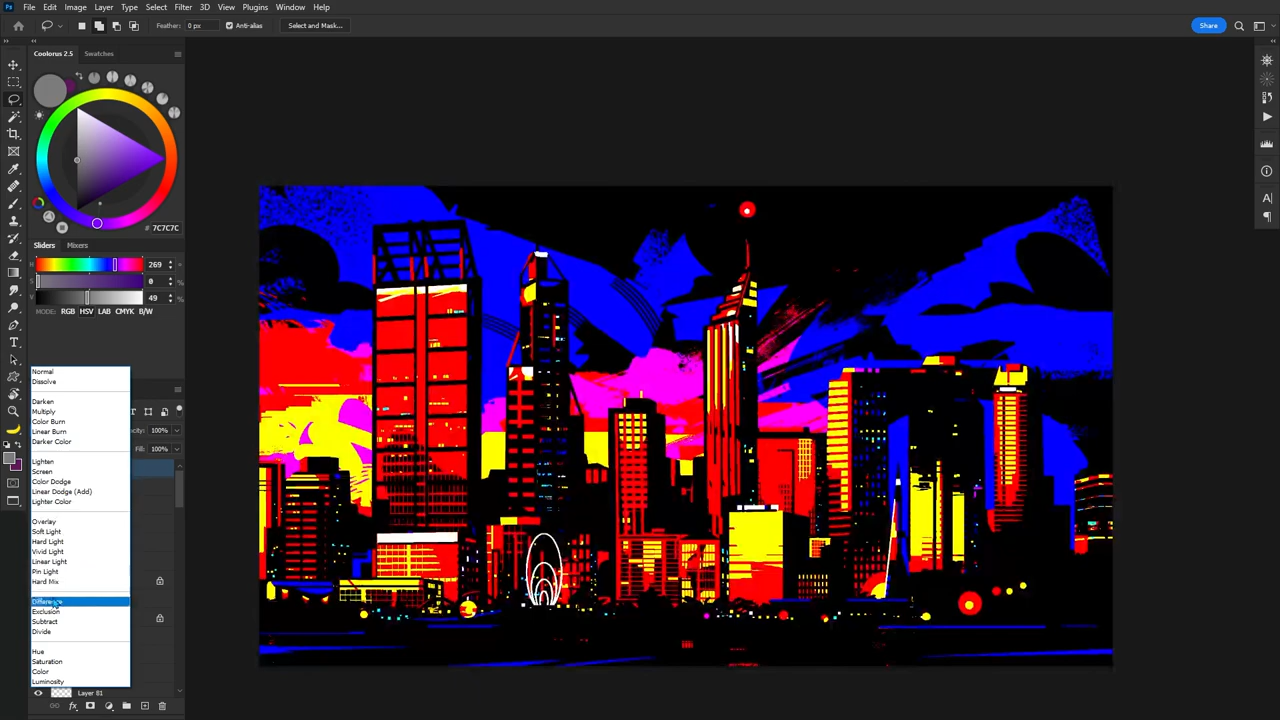 Ps File Edit Image Layer Type Select Filter 3D View Plugins Window Help
Feather: 0 px Anti-alias Select and Mask... Share
Coolorus 2.5 Swatches
# 7C7C7C
Sliders Mixers
H 269 °
S 0 %
V 49 %
MODE: RGB HSV LAB CMYK B/W
Normal
Dissolve
Darken
Multiply
Color Burn
Linear Burn
Darker Color
Lighten
Screen
Color Dodge
Linear Dodge (Add)
Lighter Color
Overlay
Soft Light
Hard Light
Vivid Light
Linear Light
Pin Light
Hard Mix
Difference
Exclusion
Subtract
Divide
Hue
Saturation
Color
Luminosity
100%
Fill: 100%
Layer 81
fx